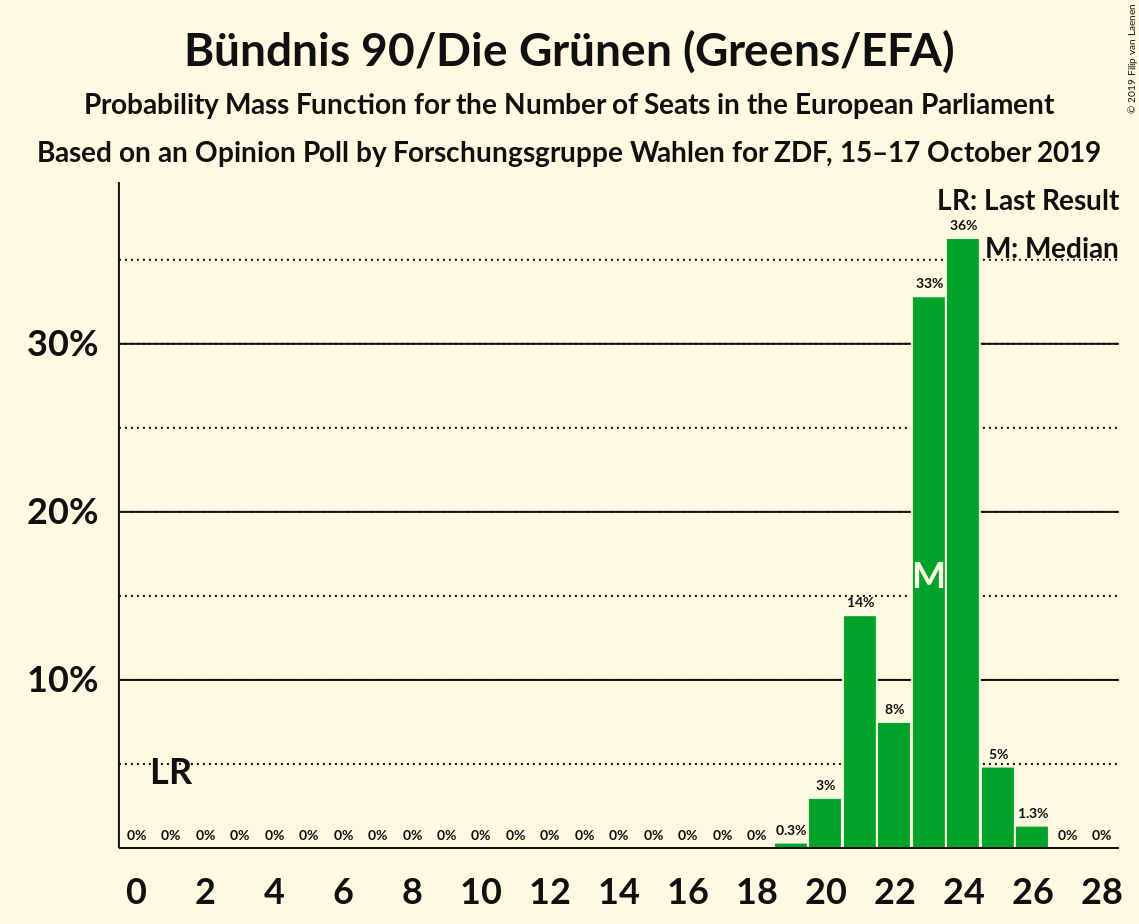 Bündnis 90/Die Grünen (Greens/EFA)
Probability Mass Function for the Number of Seats in the European Parliament
Based on an Opinion Poll by Forschungsgruppe Wahlen for ZDF, 15–17 October 2019
© 2019 Filip van Laenen
LR: Last Result
M: Median
36%
33%
30%
20%
M
14%
10%
8%
LR
5%
3%
1.3%
0% 0% 0% 0% 0% 0% 0% 0% 0% 0% 0% 0% 0% 0% 0% 0% 0% 0% 0% 0.3% 0% 0%
0 2 4 6 8 10 12 14 16 18 20 22 24 26 28